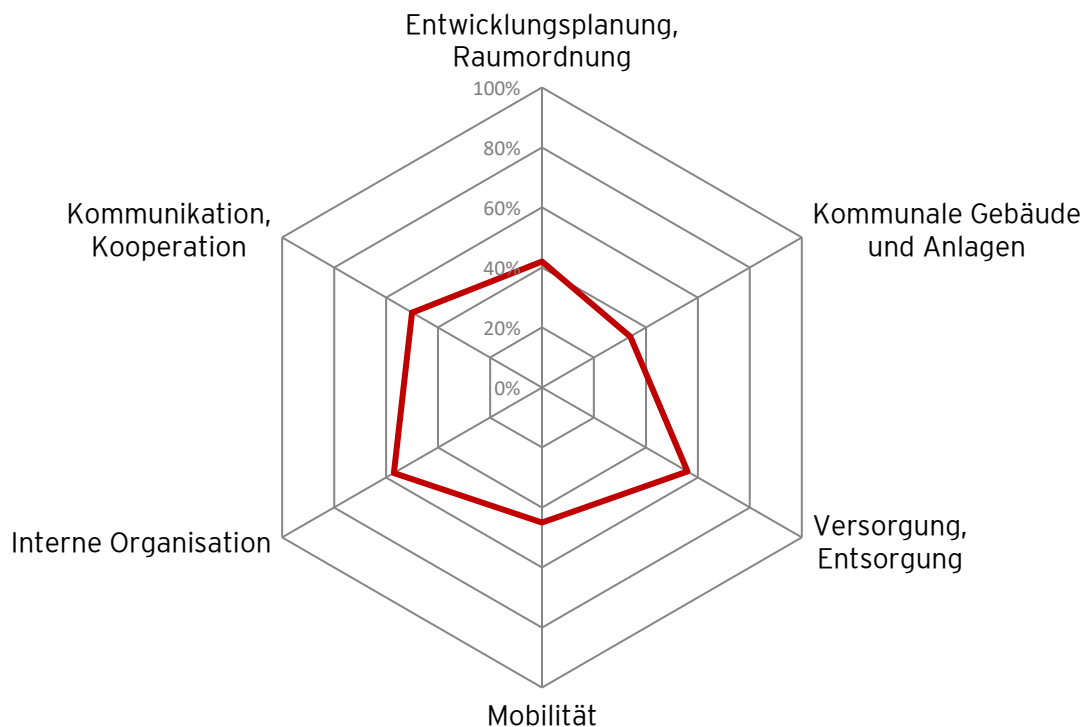 Entwicklungsplanung,
Raumordnung
100%
80%
60%
40%
20%
0%
Kommunikation,
Kooperation
Kommunale Gebäude
und Anlagen
Interne Organisation
Versorgung,
Entsorgung
Mobilität